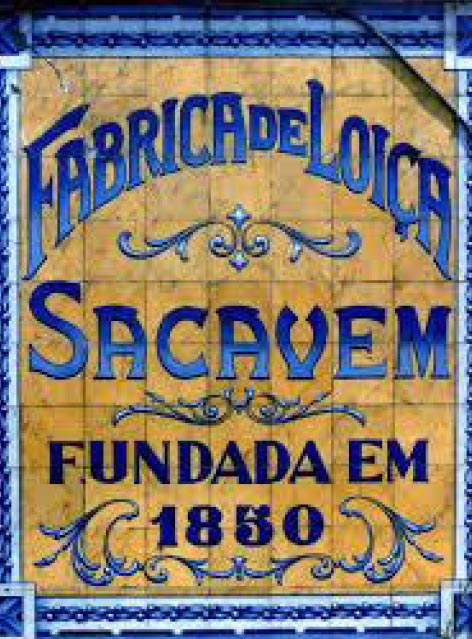 FABRICA DE LOIÇA
SACAVEM
FUNDADA EM
1850